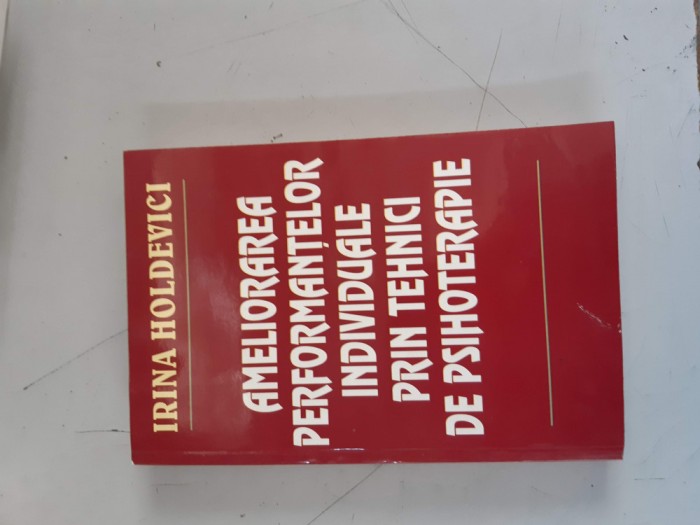 IRINA HOLDEVICI
AMELIORAREA
PERFORMANȚELOR
INDIVIDUALE
PRIN TEHNICI
DE PSIHOTERAPIE